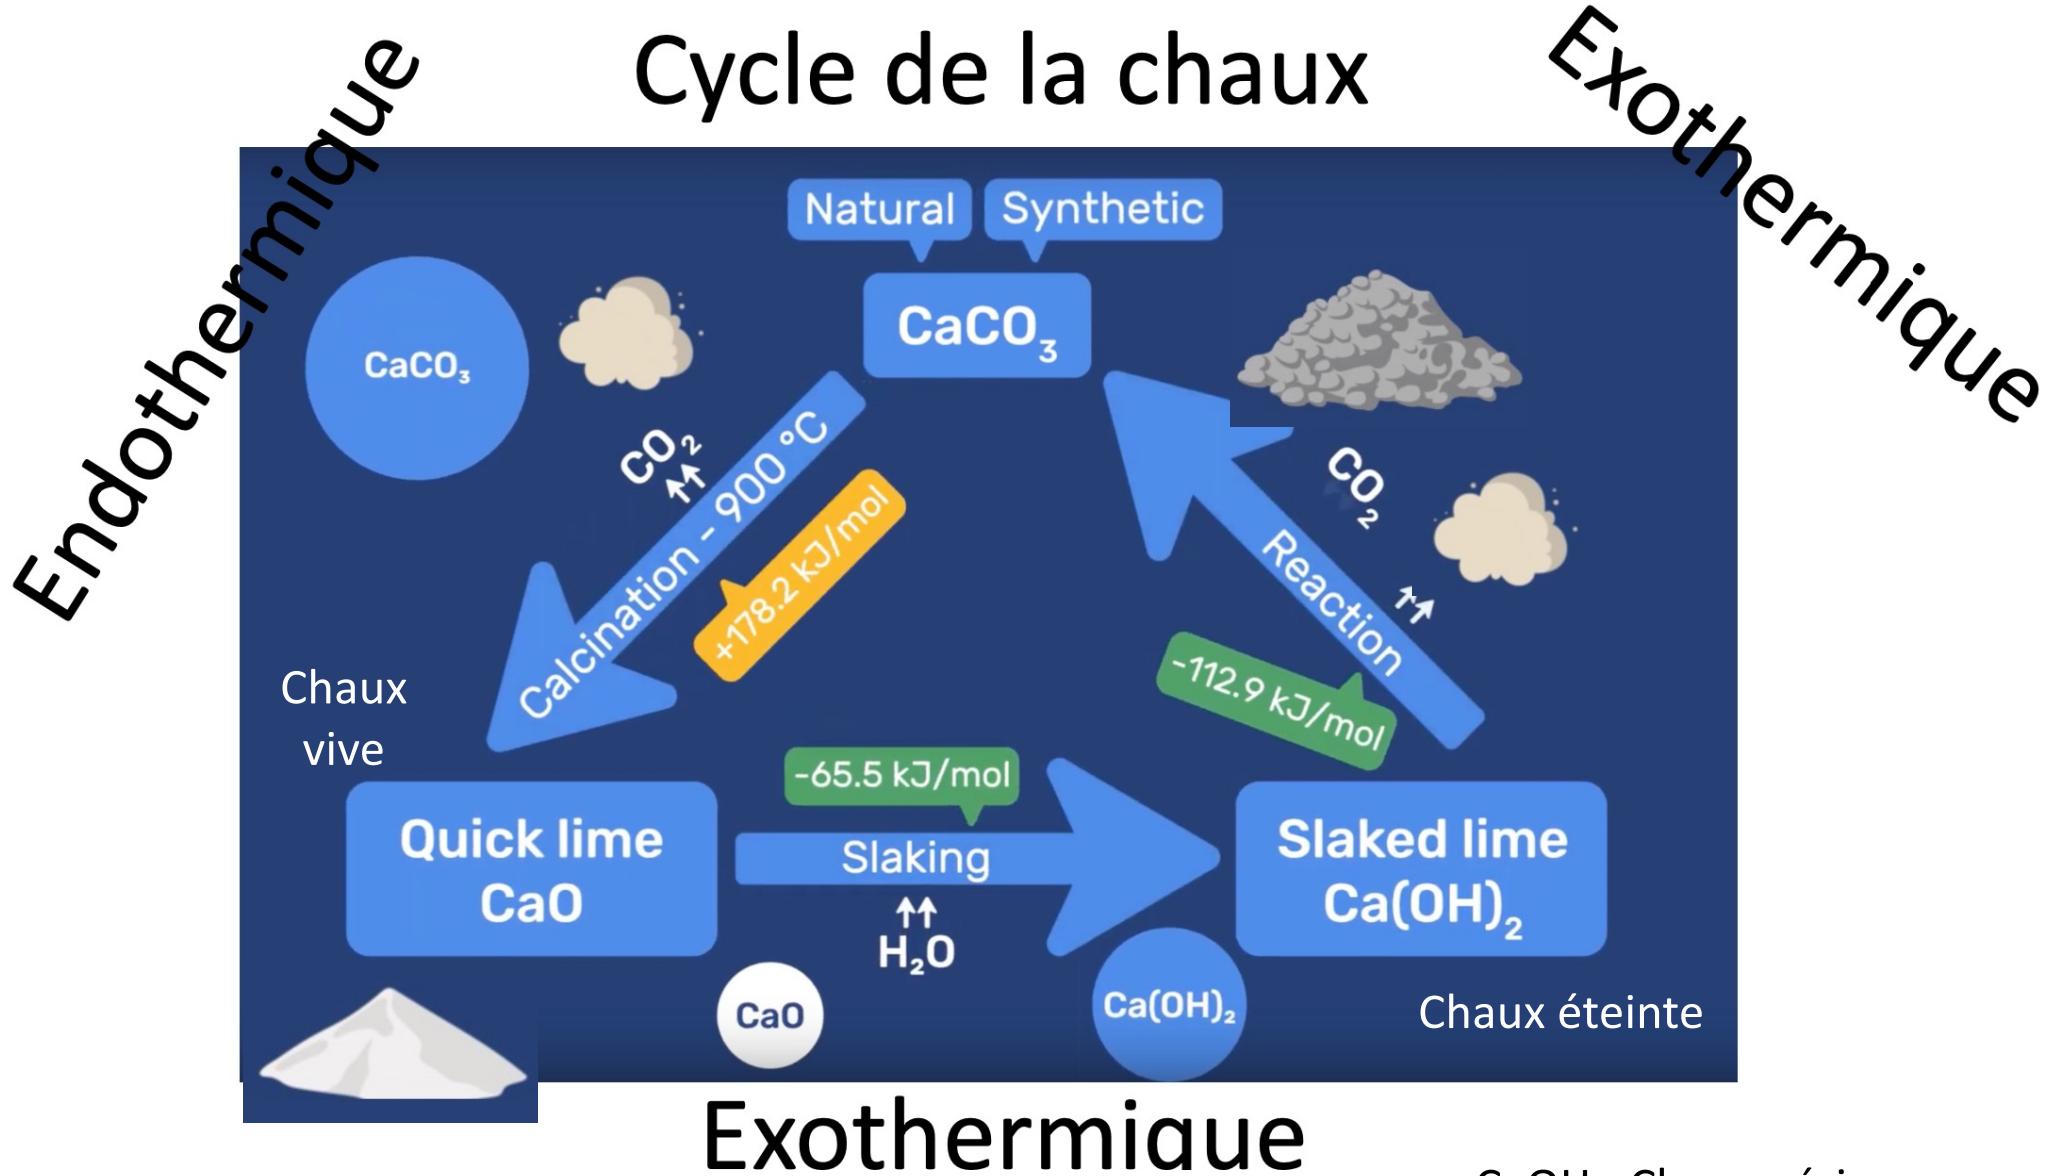 Cycle de la chaux
Endothermique
Exothermique
Natural
Synthetic
CaCO₃
CaCO₃
CO₂
Calcination - 900 °C
+178.2 kJ/mol
CO₂
Reaction
-112.9 kJ/mol
Chaux
vive
Quick lime
CaO
-65.5 kJ/mol
Slaking
H₂O
Slaked lime
Ca(OH)₂
CaO
Ca(OH)₂
Chaux éteinte
Exothermique